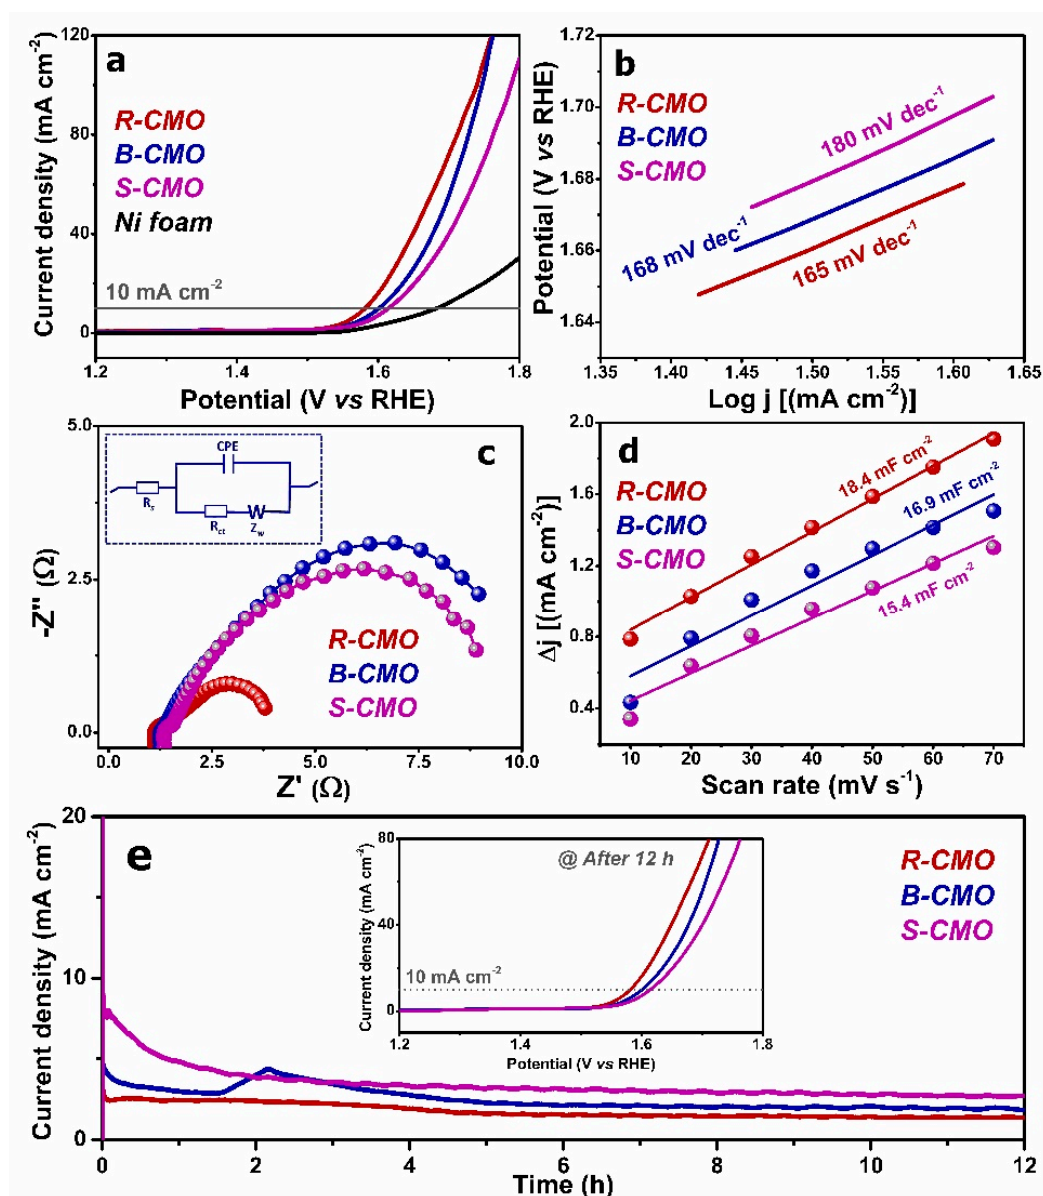 a
R-CMO
B-CMO
S-CMO
Ni foam
10 mA cm⁻²
Current density (mA cm⁻²)
120
80
40
0
1.2
1.4
1.6
1.8
Potential (V vs RHE)
b
R-CMO
B-CMO
S-CMO
180 mV dec⁻¹
168 mV dec⁻¹
165 mV dec⁻¹
Potential (V vs RHE)
1.72
1.70
1.68
1.66
1.64
1.35
1.40
1.45
1.50
1.55
1.60
1.65
Log j [(mA cm⁻²)]
c
CPE
Rs
Rct
W
Zw
R-CMO
B-CMO
S-CMO
-Z'' (Ω)
5.0
2.5
0.0
0.0
2.5
5.0
7.5
10.0
Z' (Ω)
d
R-CMO
B-CMO
S-CMO
18.4 mF cm⁻²
16.9 mF cm⁻²
15.4 mF cm⁻²
Δj [(mA cm⁻²)]
2.0
1.6
1.2
0.8
0.4
10
20
30
40
50
60
70
Scan rate (mV s⁻¹)
e
R-CMO
B-CMO
S-CMO
Current density (mA cm⁻²)
20
10
5
0
0
2
4
6
8
10
12
Time (h)
@ After 12 h
10 mA cm⁻²
Current density (mA cm⁻²)
80
40
0
1.2
1.4
1.5
1.6
1.7
1.8
Potential (V vs RHE)